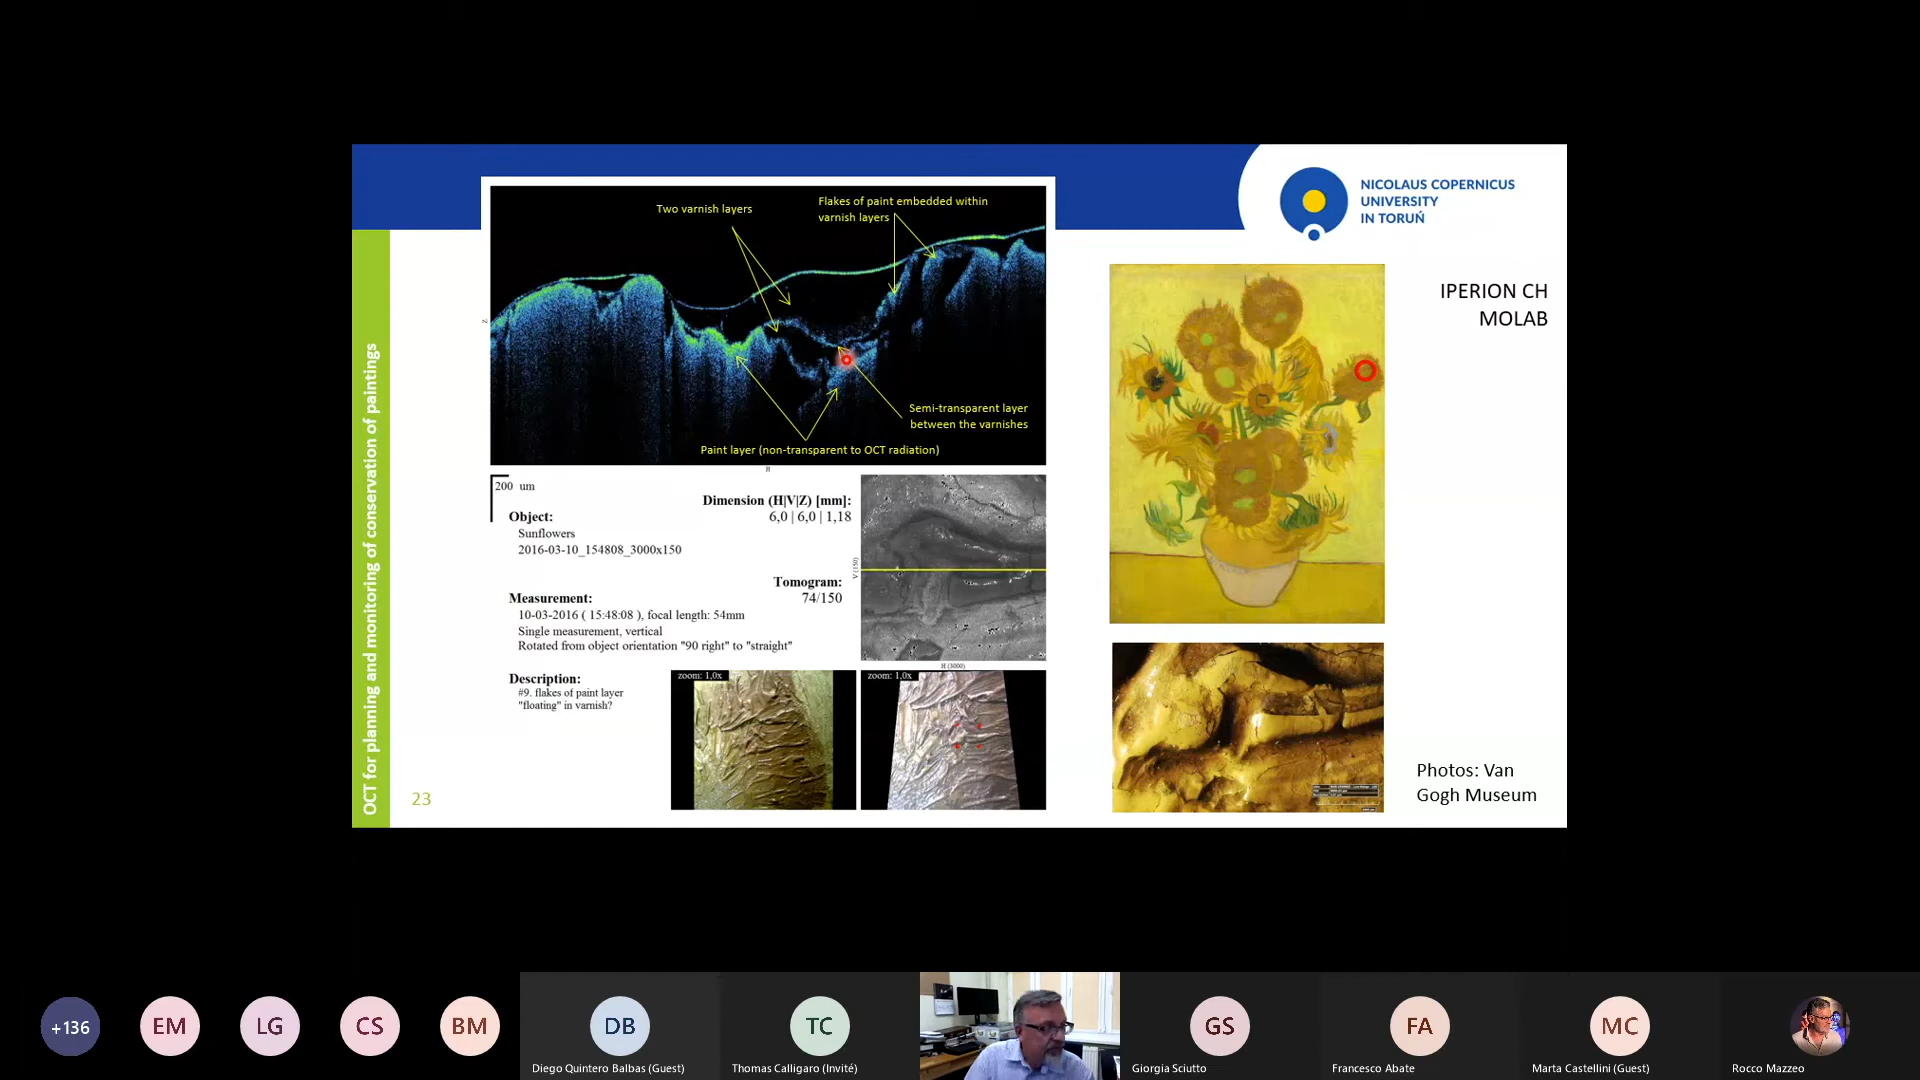 NICOLAUS COPERNICUS
UNIVERSITY
IN TORUŃ
OCT for planning and monitoring of conservation of paintings
Two varnish layers
Flakes of paint embedded within
varnish layers
Semi-transparent layer
between the varnishes
Paint layer (non-transparent to OCT radiation)
Z
H
200 um
Dimension (H|V|Z) [mm]:
6,0 | 6,0 | 1,18
Object:
Sunflowers
2016-03-10_154808_3000x150
Tomogram:
74/150
Measurement:
10-03-2016 ( 15:48:08 ), focal length: 54mm
Single measurement, vertical
Rotated from object orientation "90 right" to "straight"
V (150)
H (3000)
Description:
#9. flakes of paint layer
"floating" in varnish?
zoom: 1,0x
zoom: 1,0x
IPERION CH
MOLAB
Photos: Van
Gogh Museum
23
+136
EM
LG
CS
BM
DB
Diego Quintero Balbas (Guest)
TC
Thomas Calligaro (Invité)
GS
Giorgia Sciutto
FA
Francesco Abate
MC
Marta Castellini (Guest)
Rocco Mazzeo